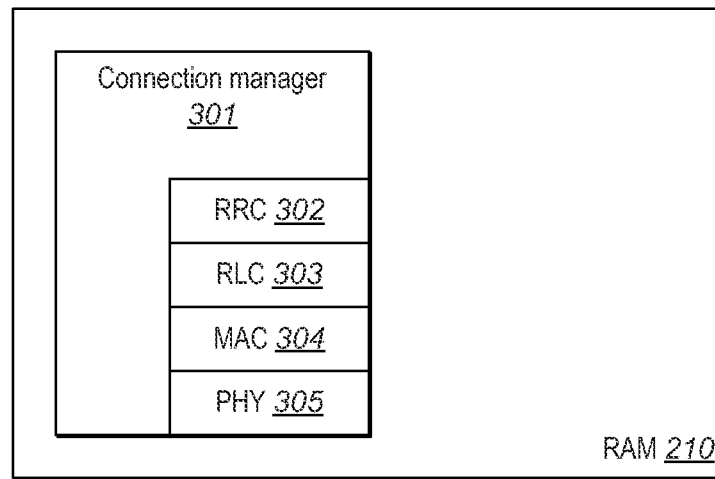 Connection manager
301
RRC 302
RLC 303
MAC 304
PHY 305
RAM 210